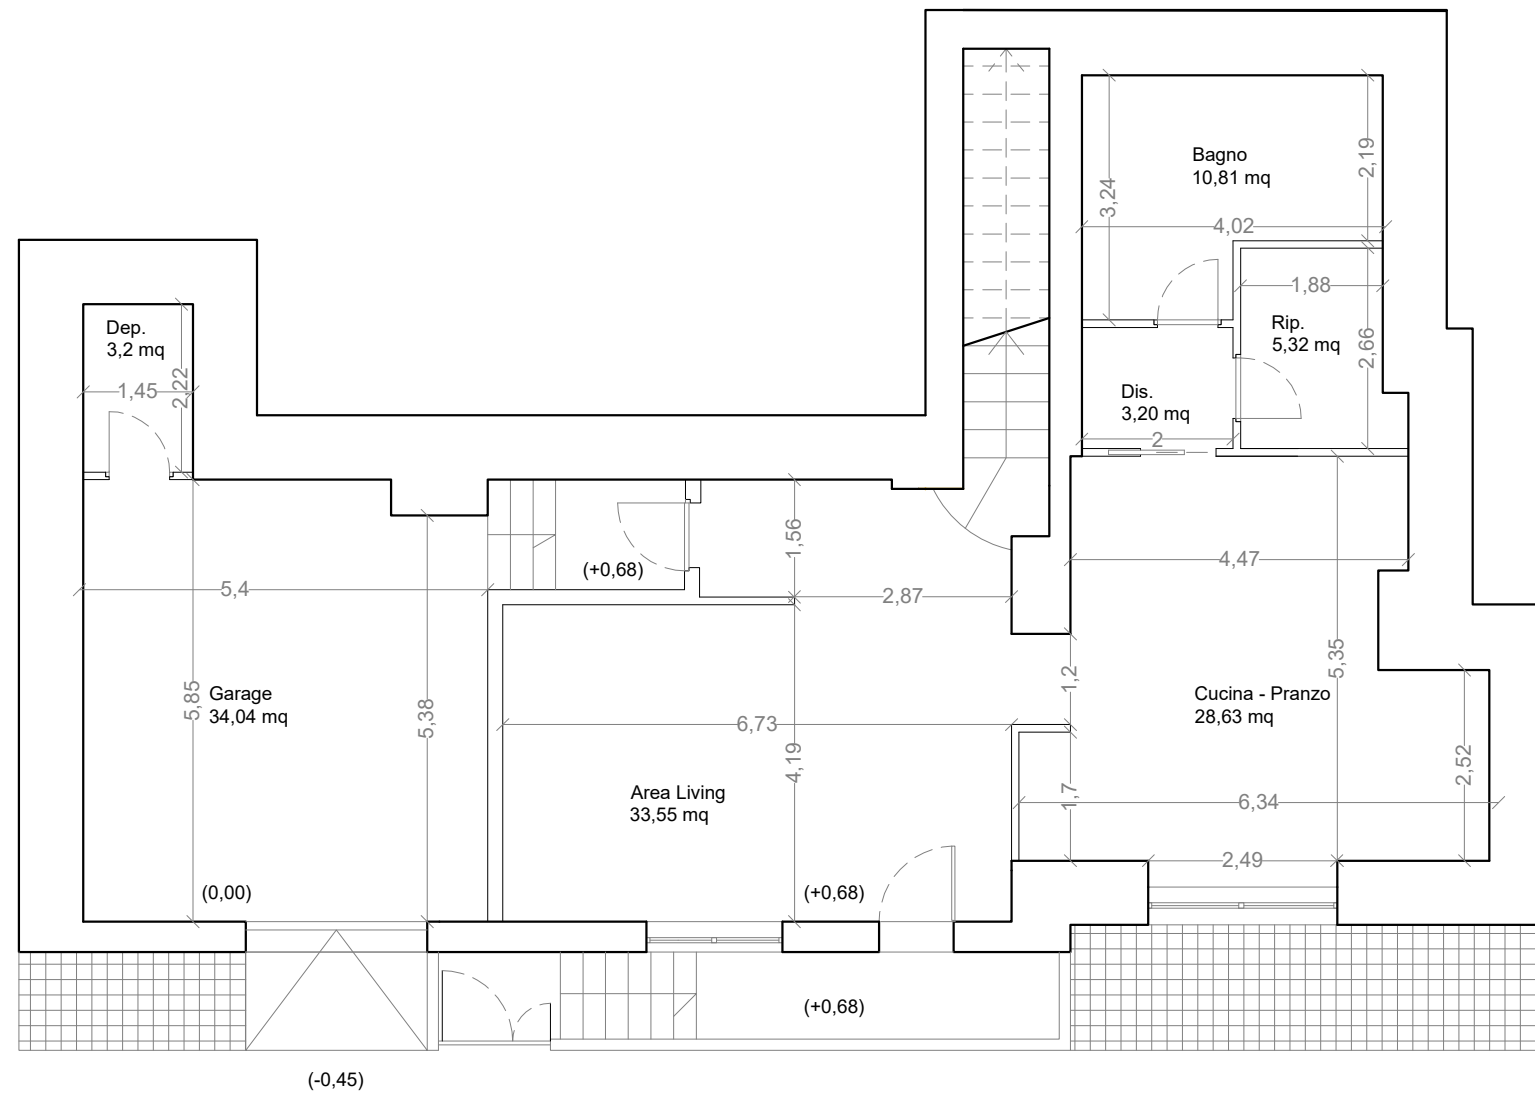 Bagno
10,81 mq
3,24
2,19
4,02
1,88
Rip.
5,32 mq
2,66
Dep.
3,2 mq
1,45
2,22
Dis.
3,20 mq
2
1,56
(+0,68)
5,4
2,87
4,47
5,35
1,2
Garage
34,04 mq
5,85
5,38
6,73
4,19
Cucina - Pranzo
28,63 mq
2,52
Area Living
33,55 mq
1,7
6,34
2,49
(0,00)
(+0,68)
(+0,68)
(-0,45)